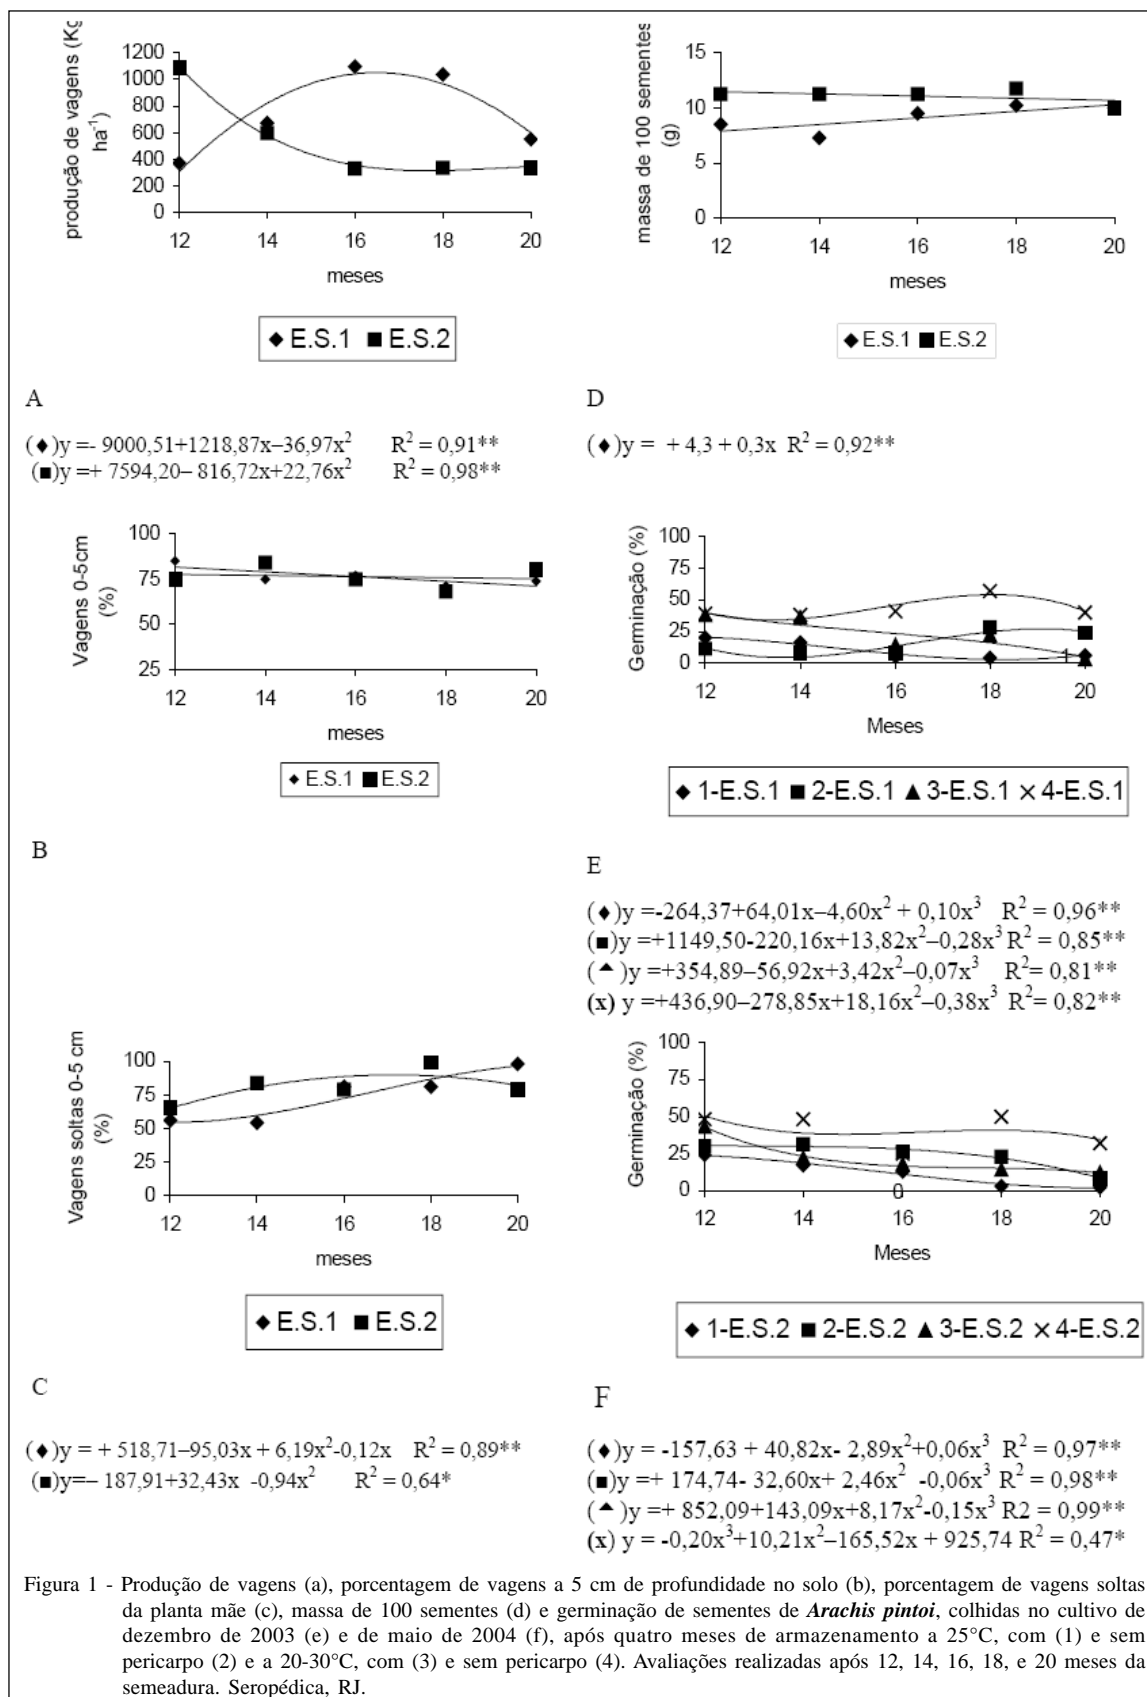 produção de vagens (Kg
ha⁻¹)
1200
1000
800
600
400
200
0
12 14 16 18 20
meses
◆ E.S.1 ■ E.S.2
A
(◆)y =- 9000,51+1218,87x–36,97x² R² = 0,91**
(■)y =+ 7594,20– 816,72x+22,76x² R² = 0,98**
Vagens 0-5cm
(%)
100
75
50
25
12 14 16 18 20
meses
◆ E.S.1 ■ E.S.2
B
Vagens soltas 0-5 cm
(%)
100
75
50
25
0
12 14 16 18 20
meses
◆ E.S.1 ■ E.S.2
C
(◆)y = + 518,71–95,03x + 6,19x²-0,12x R² = 0,89**
(■)y=– 187,91+32,43x -0,94x² R² = 0,64*
massa de 100 sementes
(g)
15
10
5
0
12 14 16 18 20
meses
◆ E.S.1 ■ E.S.2
D
(◆)y = + 4,3 + 0,3x R² = 0,92**
Germinação (%)
100
75
50
25
0
1
12 14 16 18 20
Meses
◆ 1-E.S.1 ■ 2-E.S.1 ▲ 3-E.S.1 × 4-E.S.1
E
(◆)y =-264,37+64,01x–4,60x² + 0,10x³ R² = 0,96**
(■)y =+1149,50-220,16x+13,82x²–0,28x³ R² = 0,85**
(▲)y =+354,89–56,92x+3,42x²–0,07x³ R²= 0,81**
(x) y =+436,90–278,85x+18,16x²–0,38x³ R²= 0,82**
Germinação (%)
100
50
25
0
0
12 14 16 18 20
Meses
◆ 1-E.S.2 ■ 2-E.S.2 ▲ 3-E.S.2 × 4-E.S.2
F
(◆)y = -157,63 + 40,82x- 2,89x²+0,06x³ R² = 0,97**
(■)y =+ 174,74- 32,60x+ 2,46x² -0,06x³ R² = 0,98**
(▲)y =+ 852,09+143,09x+8,17x²-0,15x³ R2 = 0,99**
(x) y = -0,20x³+10,21x²–165,52x + 925,74 R² = 0,47*
Figura 1 - Produção de vagens (a), porcentagem de vagens a 5 cm de profundidade no solo (b), porcentagem de vagens soltas
da planta mãe (c), massa de 100 sementes (d) e germinação de sementes de Arachis pintoi, colhidas no cultivo de
dezembro de 2003 (e) e de maio de 2004 (f), após quatro meses de armazenamento a 25°C, com (1) e sem
pericarpo (2) e a 20-30°C, com (3) e sem pericarpo (4). Avaliações realizadas após 12, 14, 16, 18, e 20 meses da
semeadura. Seropédica, RJ.